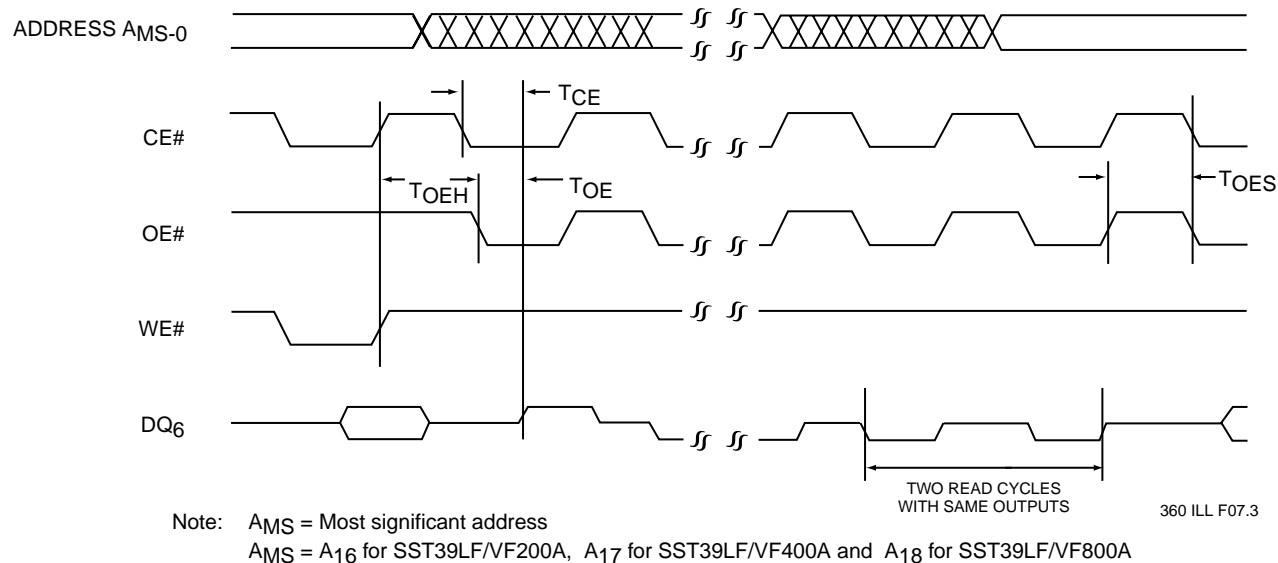 ADDRESS AMS-0
TCE
CE#
TOEH
TOE
TOES
OE#
WE#
DQ6
TWO READ CYCLES
WITH SAME OUTPUTS
360 ILL F07.3
Note: AMS = Most significant address
AMS = A16 for SST39LF/VF200A, A17 for SST39LF/VF400A and A18 for SST39LF/VF800A